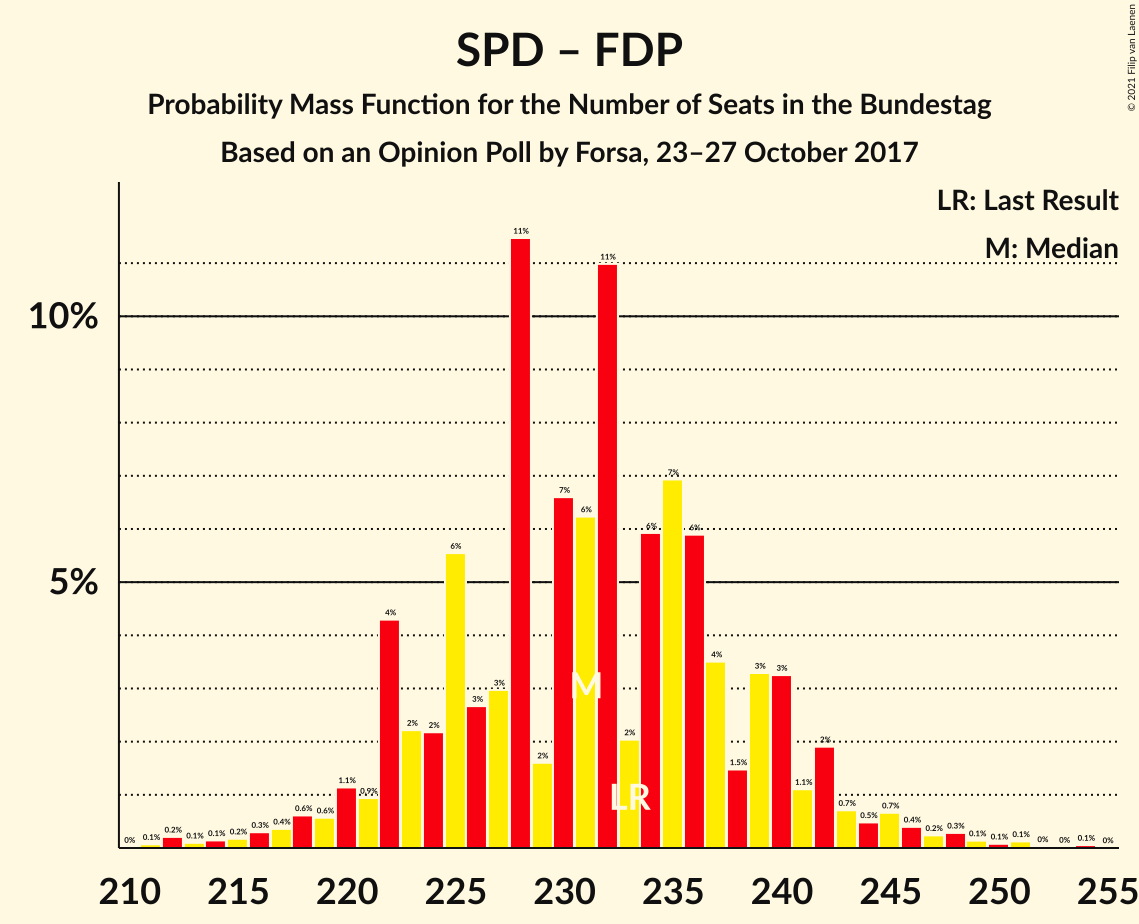 SPD – FDP
Probability Mass Function for the Number of Seats in the Bundestag
Based on an Opinion Poll by Forsa, 23–27 October 2017
© 2021 Filip van Laenen
LR: Last Result
M: Median
10%
5%
0% 0.1% 0.2% 0.1% 0.1% 0.2% 0.3% 0.4% 0.6% 0.6% 1.1% 0.9% 4% 2% 2% 6% 3% 3% 11% 2% 7% 6% 11% 2% 6% 7% 6% 4% 1.5% 3% 3% 1.1% 2% 0.7% 0.5% 0.7% 0.4% 0.2% 0.3% 0.1% 0.1% 0.1% 0% 0% 0.1% 0%
M
LR
210 215 220 225 230 235 240 245 250 255